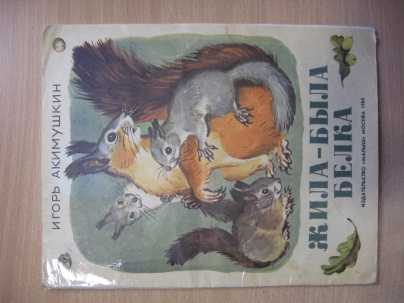 ИГОРЬ АКИМУШКИН
ЖИЛА-БЫЛА
БЕЛКА
ИЗДАТЕЛЬСТВО «МАЛЫШ» МОСКВА